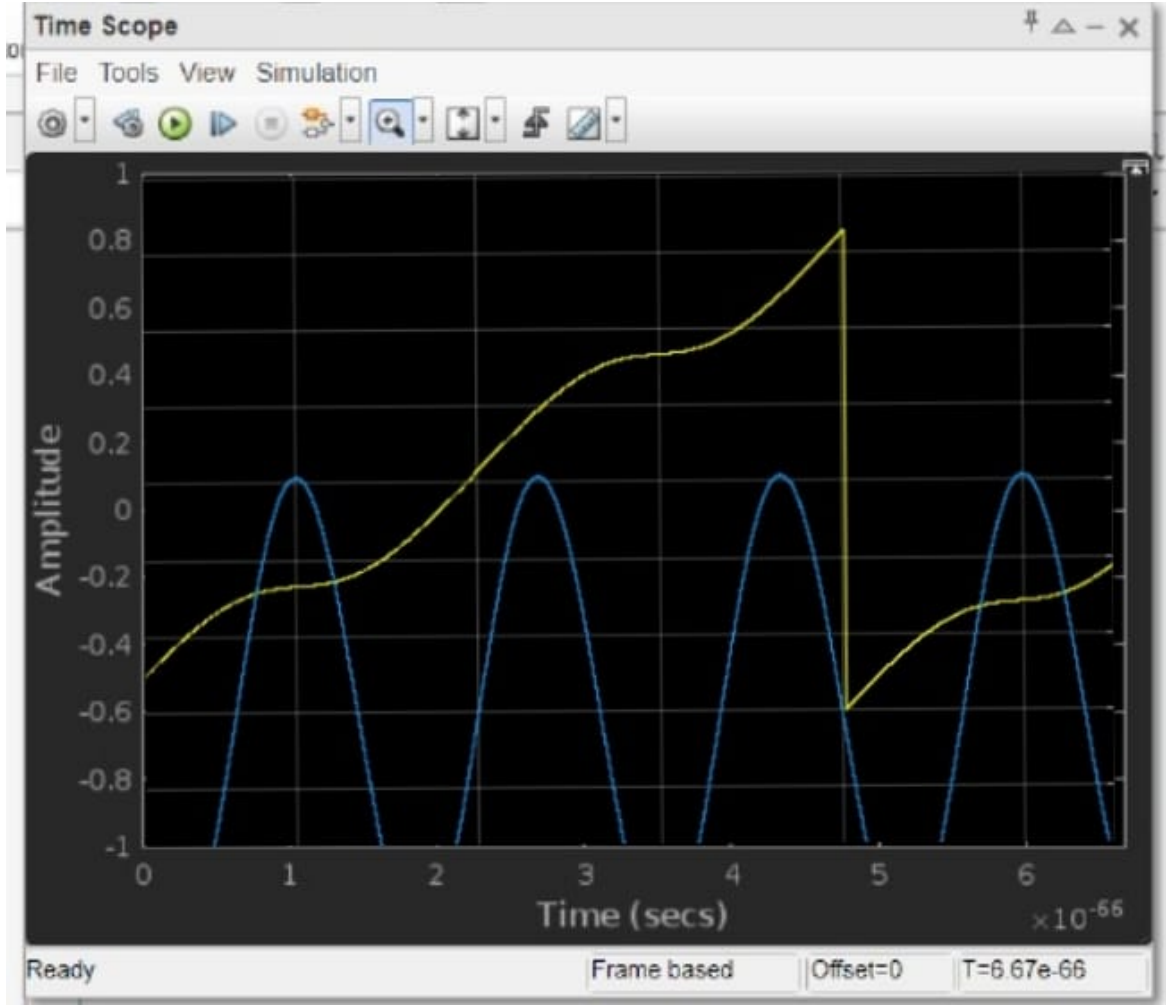 Time Scope
File Tools View Simulation
1
0.8
0.6
0.4
0.2
0
-0.2
-0.4
-0.6
-0.8
-1
Amplitude
0 1 2 3 4 5 6
Time (secs)
×10-66
Ready Frame based Offset=0 T=6.67e-66